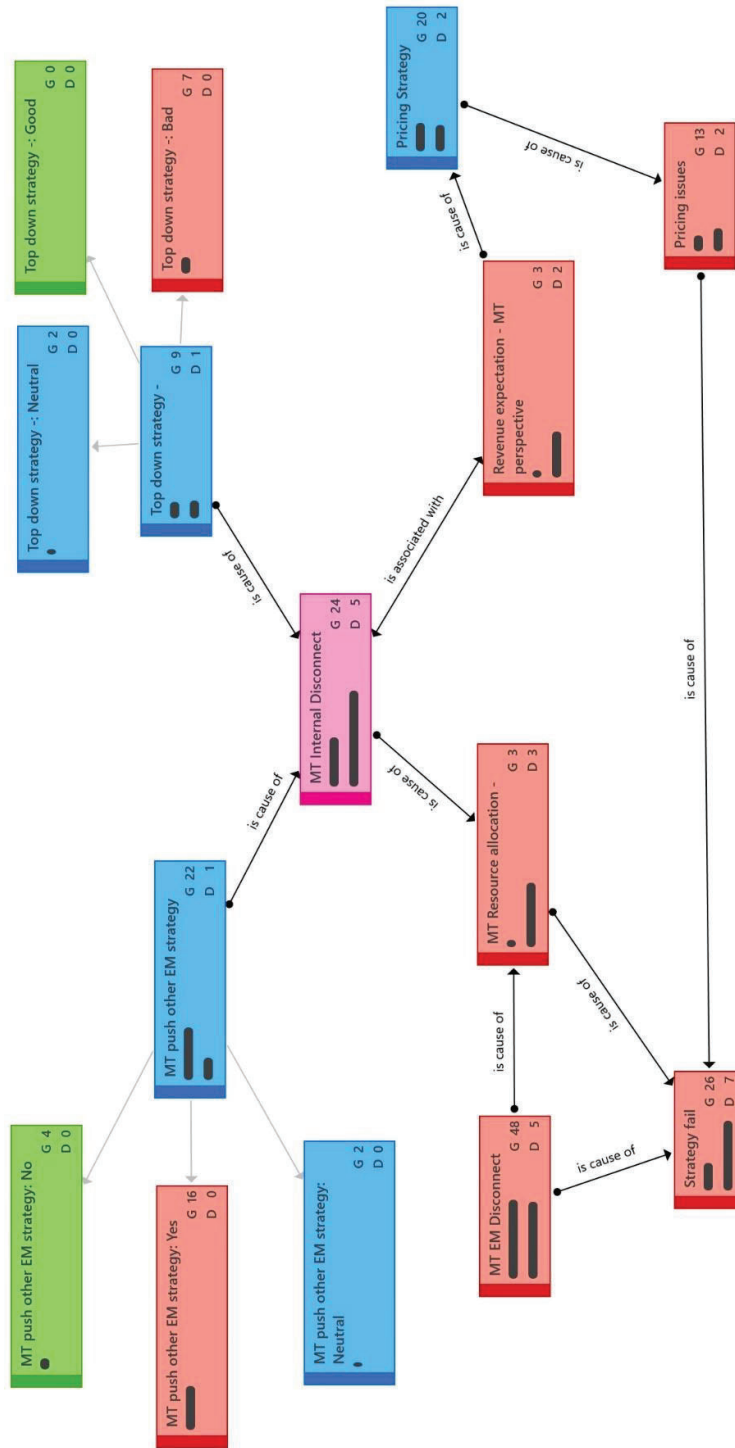 MT push other EM strategy: No
G 4
D 0
MT push other EM strategy: Yes
G 16
D 0
MT push other EM strategy:
Neutral
G 2
D 0
MT push other EM strategy
G 22
D 1
is cause of
Top down strategy -: Neutral
G 2
D 0
Top down strategy -: Good
G 0
D 0
Top down strategy -: Bad
G 7
D 0
Top down strategy -
G 9
D 1
is cause of
MT Internal Disconnect
G 24
D 5
is associated with
Revenue expectation - MT
perspective
G 3
D 2
is cause of
Pricing Strategy
G 20
D 2
is cause of
Pricing issues
G 13
D 2
is cause of
is cause of
MT Resource allocation -
G 3
D 3
is cause of
is cause of
MT EM Disconnect
G 48
D 5
is cause of
Strategy fail
G 26
D 7